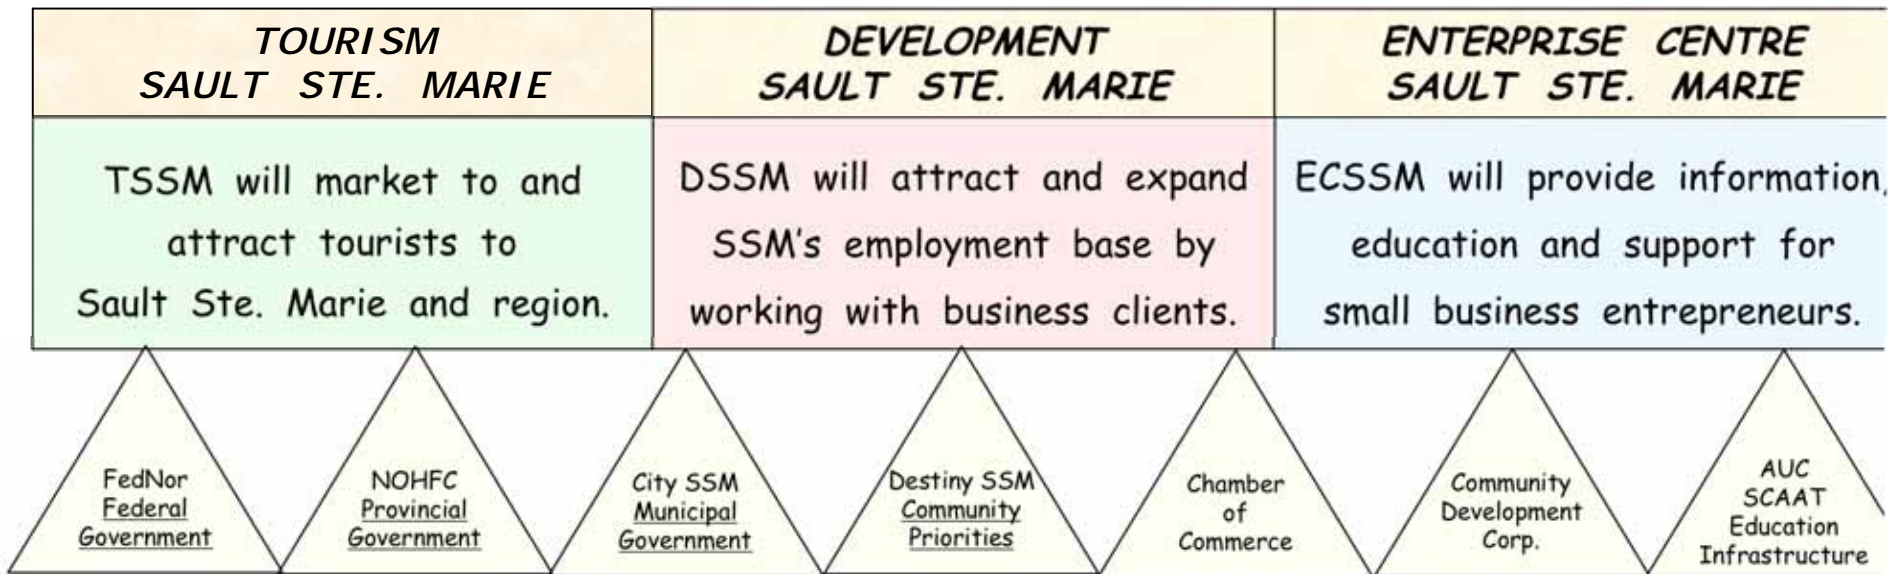 TOURISM
SAULT STE. MARIE
DEVELOPMENT
SAULT STE. MARIE
ENTERPRISE CENTRE
SAULT STE. MARIE
TSSM will market to and
attract tourists to
Sault Ste. Marie and region.
DSSM will attract and expand
SSM's employment base by
working with business clients.
ECSSM will provide information,
education and support for
small business entrepreneurs.
FedNor
Federal
Government
NOHFC
Provincial
Government
City SSM
Municipal
Government
Destiny SSM
Community
Priorities
Chamber
of
Commerce
Community
Development
Corp.
AUC
SCAAT
Education
Infrastructure